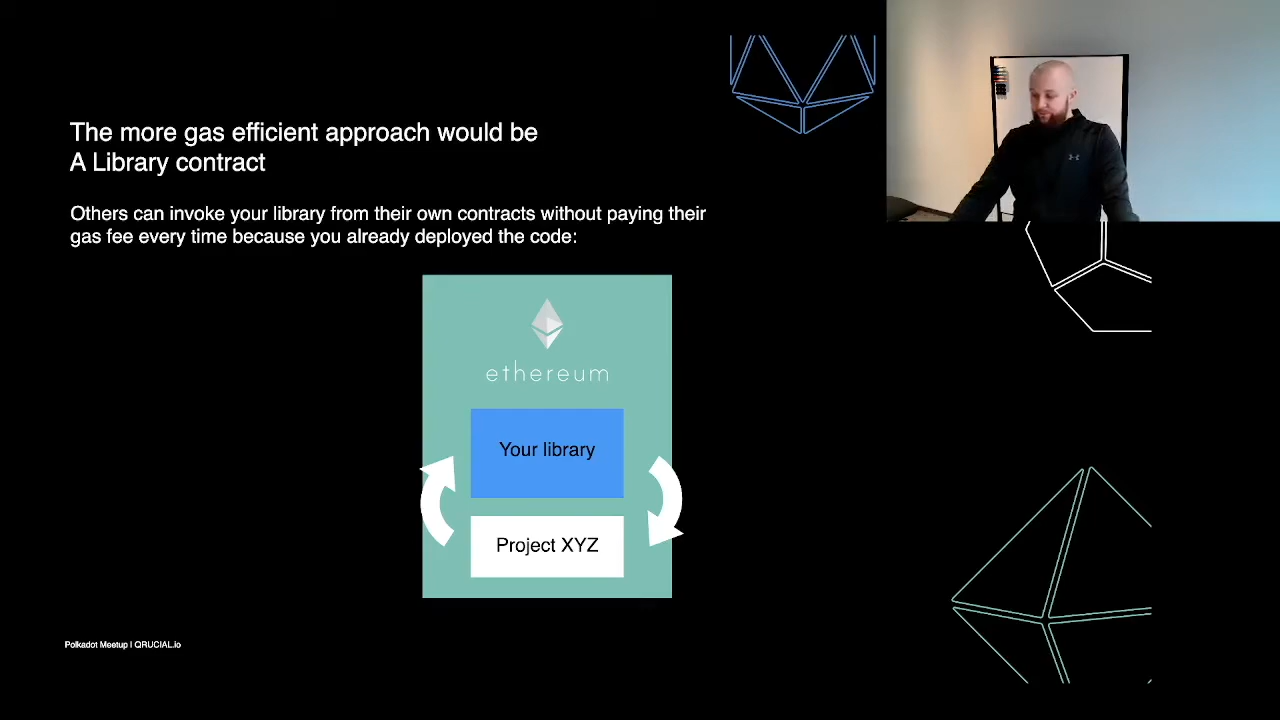 The more gas efficient approach would be
A Library contract
Others can invoke your library from their own contracts without paying their
gas fee every time because you already deployed the code:
ethereum
Your library
Project XYZ
Polkadot Meetup | QRUCIAL.io